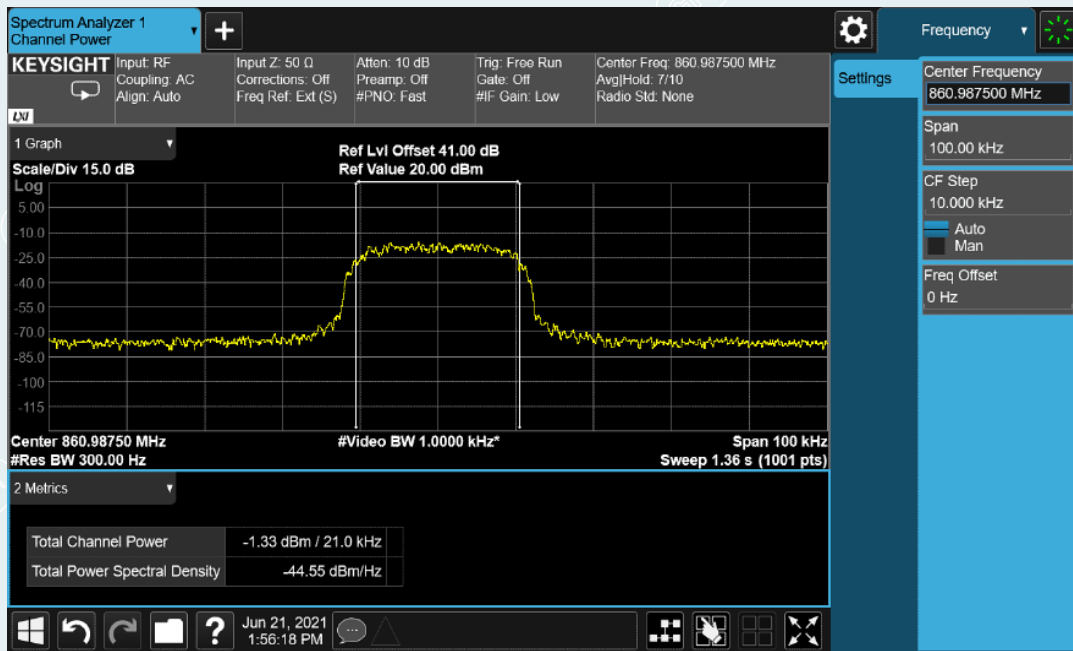 Spectrum Analyzer 1
Channel Power
+
Frequency
KEYSIGHT
LXI
Input: RF
Coupling: AC
Align: Auto
Input Z: 50 Ω
Corrections: Off
Freq Ref: Ext (S)
Atten: 10 dB
Preamp: Off
#PNO: Fast
Trig: Free Run
Gate: Off
#IF Gain: Low
Center Freq: 860.987500 MHz
Avg|Hold: 7/10
Radio Std: None
Settings
Center Frequency
860.987500 MHz
Span
100.00 kHz
CF Step
10.000 kHz
Auto
Man
Freq Offset
0 Hz
1 Graph
Scale/Div 15.0 dB
Ref Lvl Offset 41.00 dB
Ref Value 20.00 dBm
Log
5.00
-10.0
-25.0
-40.0
-55.0
-70.0
-85.0
-100
-115
Center 860.98750 MHz
#Res BW 300.00 Hz
#Video BW 1.0000 kHz*
Span 100 kHz
Sweep 1.36 s (1001 pts)
2 Metrics
Total Channel Power -1.33 dBm / 21.0 kHz
Total Power Spectral Density -44.55 dBm/Hz
?
Jun 21, 2021
1:56:18 PM